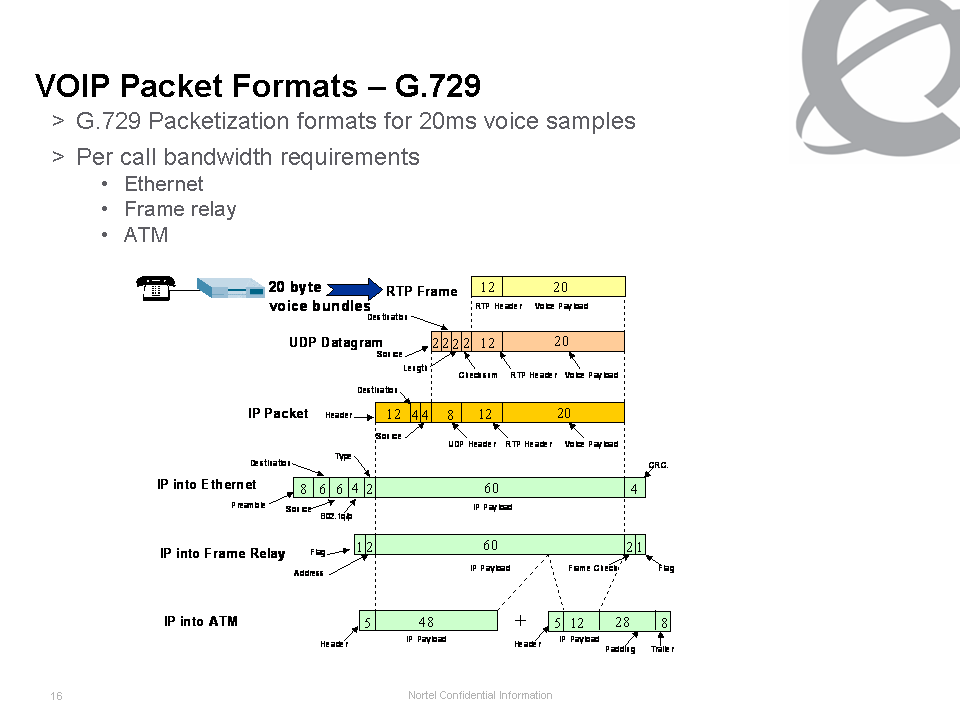 VOIP Packet Formats – G.729
> G.729 Packetization formats for 20ms voice samples
> Per call bandwidth requirements
• Ethernet
• Frame relay
• ATM
20 byte
voice bundles
RTP Frame
12 20
RTP Header Voice Payload
Destination
UDP Datagram
Source
2 2 2 2 12 20
Length
Checksum RTP Header Voice Payload
Destination
IP Packet
Header
12 4 4 8 12 20
Source
UDP Header RTP Header Voice Payload
Type
Destination
CRC.
IP into Ethernet
8 6 6 4 2 60 4
Preamble
Source
802.1q/p
IP Payload
IP into Frame Relay
Flag
1 2 60 2 1
Address
IP Payload
Frame Check
Flag
IP into ATM
5 48 + 5 12 28 8
Header
IP Payload
Header
IP Payload
Padding
Trailer
16
Nortel Confidential Information